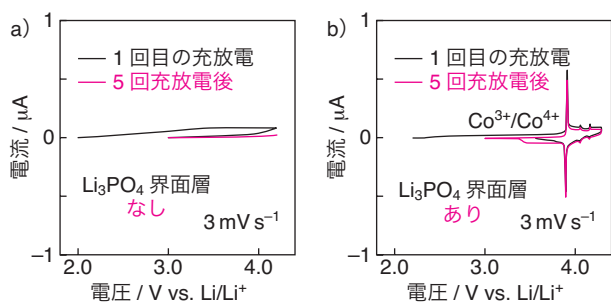 a)
1
0
−1
電流 / μA
1 回目の充放電
5 回充放電後
Li₃PO₄ 界面層
なし
3 mV s⁻¹
2.0
3.0
4.0
電圧 / V vs. Li/Li⁺
b)
1
0
−1
電流 / μA
1 回目の充放電
5 回充放電後
Co³⁺/Co⁴⁺
Li₃PO₄ 界面層
あり
3 mV s⁻¹
2.0
3.0
4.0
電圧 / V vs. Li/Li⁺